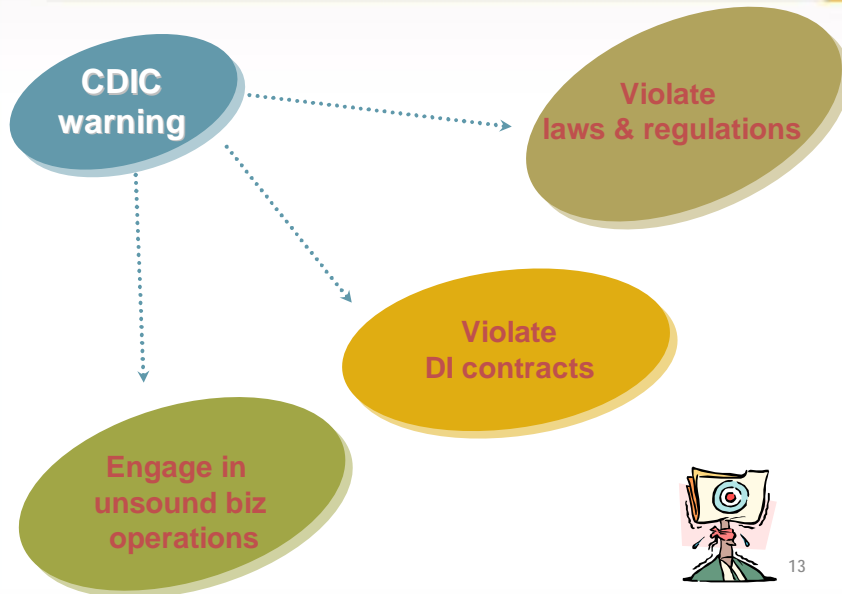 CDIC
warning
Violate
laws & regulations
Violate
DI contracts
Engage in
unsound biz
operations
13